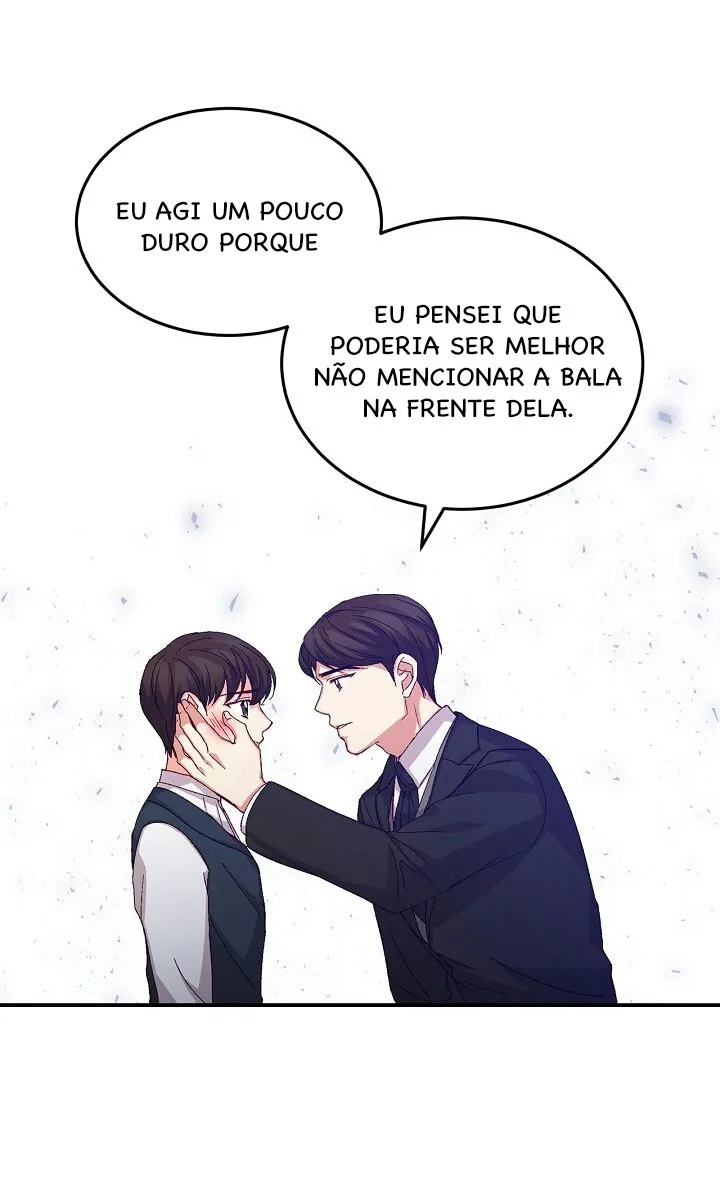 EU AGI UM POUCO
DURO PORQUE
EU PENSEI QUE
PODERIA SER MELHOR
NÃO MENCIONAR A BALA
NA FRENTE DELA.